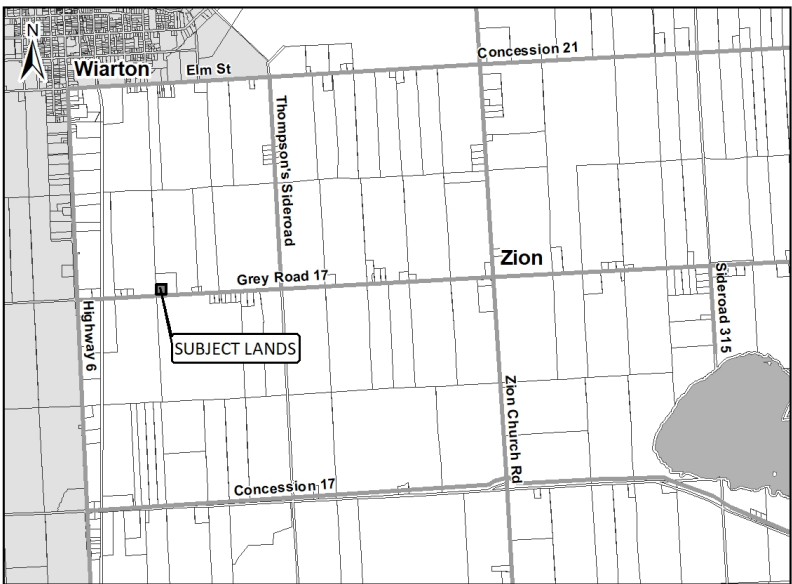 N
Wiarton
Elm St
Concession 21
Thompson's Sideroad
Zion
Grey Road 17
Sideroad 315
Highway 6
SUBJECT LANDS
Zion Church Rd
Concession 17